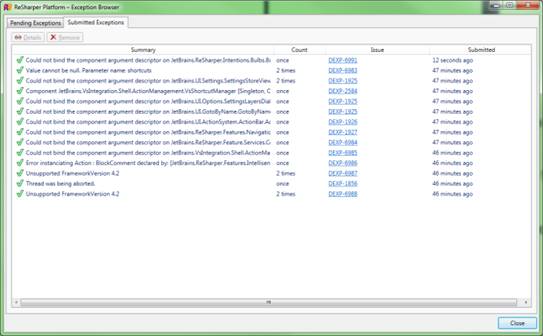 ReSharper Platform – Exception Browser
Pending Exceptions Submitted Exceptions
Details Remove
Summary Count Issue Submitted
Could not bind the component argument descriptor on JetBrains.ReSharper.Intentions.Bulbs.B once DEXP-6991 12 seconds ago
Value cannot be null. Parameter name: shortcuts 2 times DEXP-6983 47 minutes ago
Could not bind the component argument descriptor on JetBrains.UI.Settings.SettingsStoreView 2 times DEXP-1925 47 minutes ago
Component JetBrains.VsIntegration.Shell.ActionManagement.VsShortcutManager [Singleton, C once DEXP-2584 47 minutes ago
Could not bind the component argument descriptor on JetBrains.UI.Options.SettingsLayersDial once DEXP-1925 47 minutes ago
Could not bind the component argument descriptor on JetBrains.UI.GotoByName.GotoByName once DEXP-1925 47 minutes ago
Could not bind the component argument descriptor on JetBrains.UI.ActionSystem.ActionBar.Ac once DEXP-1926 47 minutes ago
Could not bind the component argument descriptor on JetBrains.ReSharper.Features.Navigatio once DEXP-1927 47 minutes ago
Could not bind the component argument descriptor on JetBrains.ReSharper.Feature.Services.Co once DEXP-6984 47 minutes ago
Could not bind the component argument descriptor on JetBrains.VsIntegration.Shell.ActionMa once DEXP-6985 46 minutes ago
Error instanciating Action : BlockComment declared by: [JetBrains.ReSharper.Features.Intellisen once DEXP-6986 46 minutes ago
Unsupported FrameworkVersion 4.2 2 times DEXP-6987 46 minutes ago
Thread was being aborted. once DEXP-1856 46 minutes ago
Unsupported FrameworkVersion 4.2 2 times DEXP-6988 46 minutes ago
Close